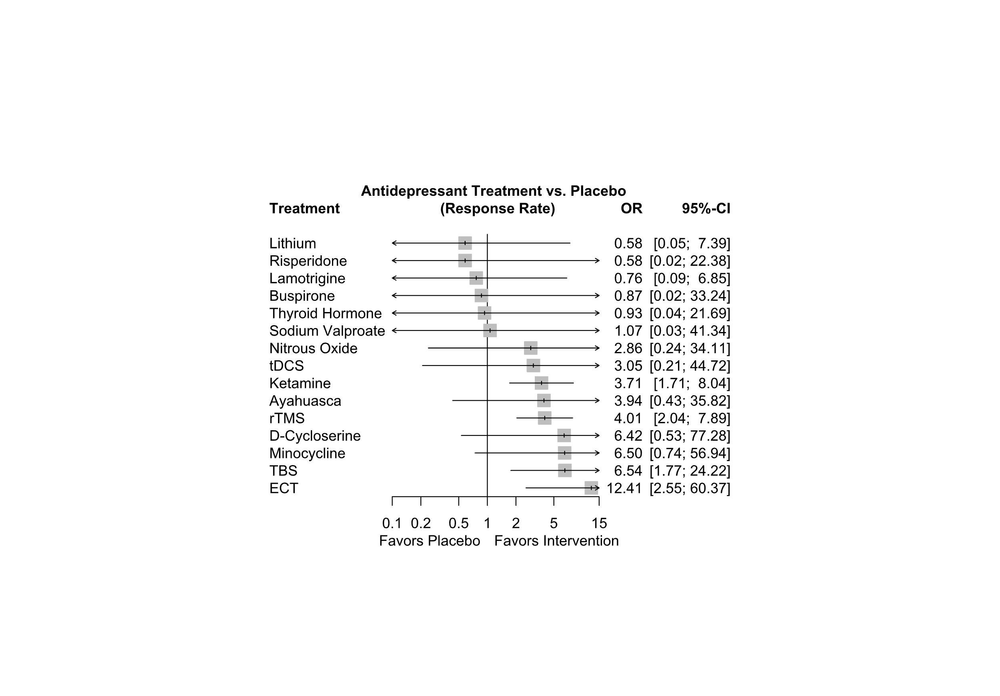 Antidepressant Treatment vs. Placebo
Treatment (Response Rate) OR 95%-CI
Lithium 0.58 [0.05; 7.39]
Risperidone 0.58 [0.02; 22.38]
Lamotrigine 0.76 [0.09; 6.85]
Buspirone 0.87 [0.02; 33.24]
Thyroid Hormone 0.93 [0.04; 21.69]
Sodium Valproate 1.07 [0.03; 41.34]
Nitrous Oxide 2.86 [0.24; 34.11]
tDCS 3.05 [0.21; 44.72]
Ketamine 3.71 [1.71; 8.04]
Ayahuasca 3.94 [0.43; 35.82]
rTMS 4.01 [2.04; 7.89]
D-Cycloserine 6.42 [0.53; 77.28]
Minocycline 6.50 [0.74; 56.94]
TBS 6.54 [1.77; 24.22]
ECT 12.41 [2.55; 60.37]
0.1 0.2 0.5 1 2 5 15
Favors Placebo Favors Intervention